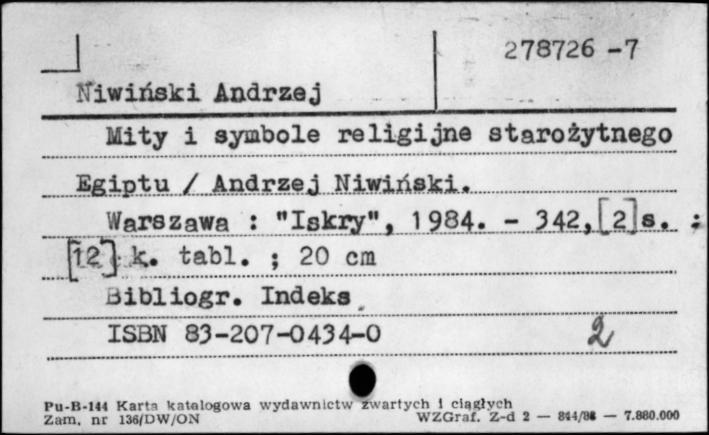 278726 -7
Niwiński Andrzej
Mity i symbole religijne starożytnego
Egiptu / Andrzej Niwiński.
Warszawa : "Iskry", 1984. - 342,[2]s. ;
[12] k. tabl. ; 20 cm
Bibliogr. Indeks
ISBN 83-207-0434-0
2
Pu-B-144 Karta katalogowa wydawnictw zwartych i ciągłych
Zam. nr 136/DW/ON WZGraf. Z-d 2 — — 7.880.000